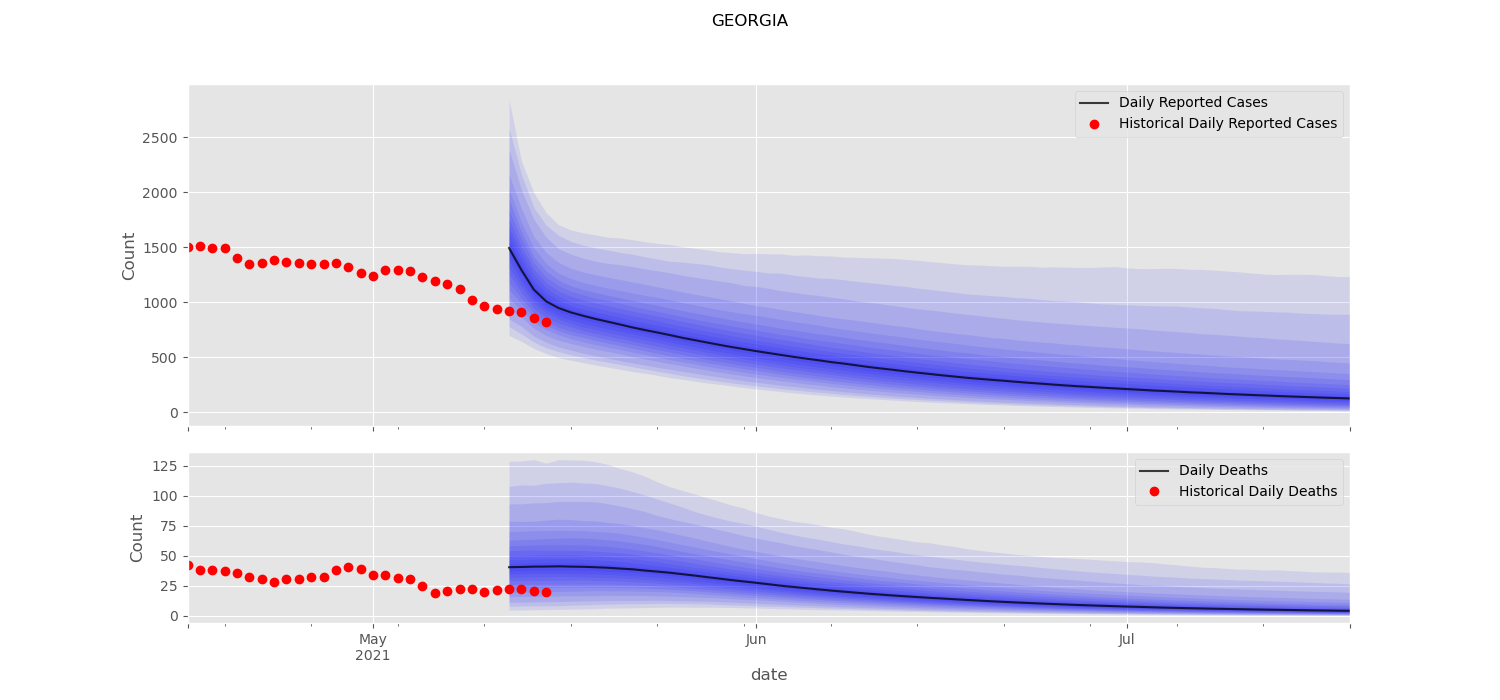 GEORGIA
Daily Reported Cases
Historical Daily Reported Cases
Count
2500
2000
1500
1000
500
0
Daily Deaths
Historical Daily Deaths
Count
125
100
75
50
25
0
May
2021
Jun
Jul
date